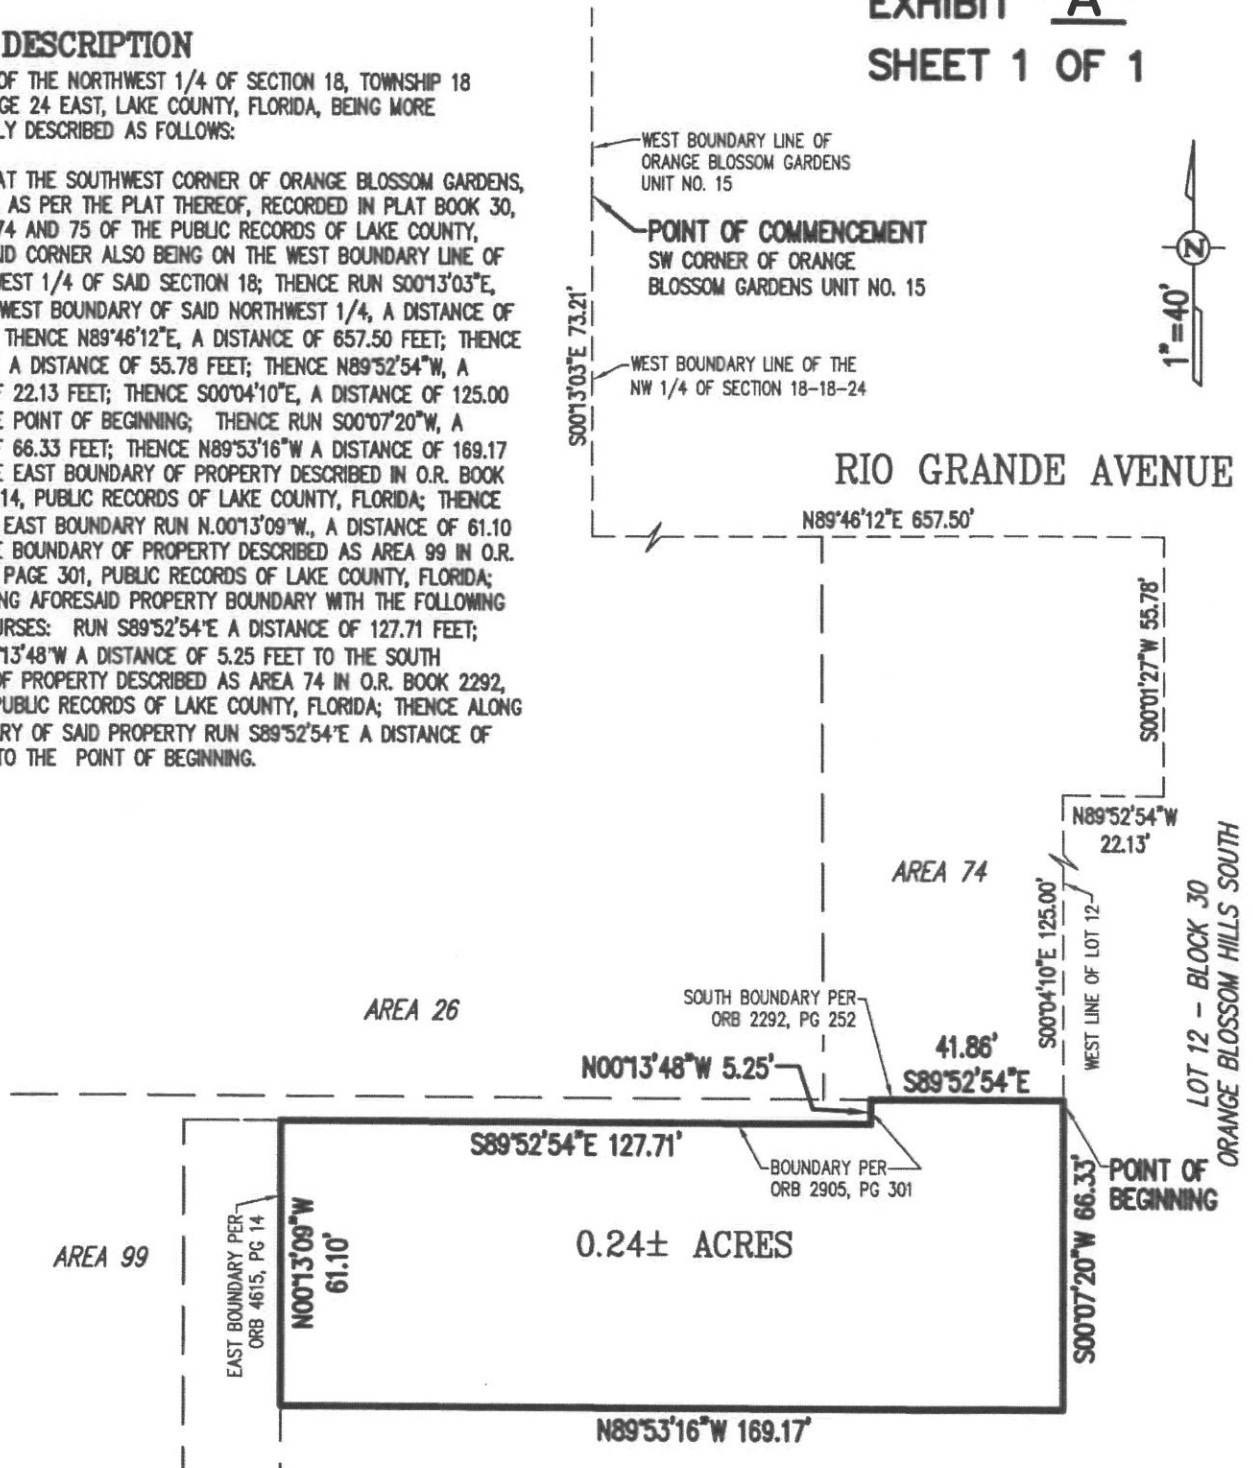 EXHIBIT A
SHEET 1 OF 1
DESCRIPTION
OF THE NORTHWEST 1/4 OF SECTION 18, TOWNSHIP 18
GE 24 EAST, LAKE COUNTY, FLORIDA, BEING MORE
LY DESCRIBED AS FOLLOWS:
AT THE SOUTHWEST CORNER OF ORANGE BLOSSOM GARDENS,
AS PER THE PLAT THEREOF, RECORDED IN PLAT BOOK 30,
74 AND 75 OF THE PUBLIC RECORDS OF LAKE COUNTY,
ID CORNER ALSO BEING ON THE WEST BOUNDARY LINE OF
EST 1/4 OF SAID SECTION 18; THENCE RUN S00°13'03"E,
WEST BOUNDARY OF SAID NORTHWEST 1/4, A DISTANCE OF
THENCE N89°46'12"E, A DISTANCE OF 657.50 FEET; THENCE
A DISTANCE OF 55.78 FEET; THENCE N89°52'54"W, A
F 22.13 FEET; THENCE S00°04'10"E, A DISTANCE OF 125.00
E POINT OF BEGINNING; THENCE RUN S00°07'20"W, A
F 66.33 FEET; THENCE N89°53'16"W A DISTANCE OF 169.17
E EAST BOUNDARY OF PROPERTY DESCRIBED IN O.R. BOOK
14, PUBLIC RECORDS OF LAKE COUNTY, FLORIDA; THENCE
EAST BOUNDARY RUN N.00°13'09"W., A DISTANCE OF 61.10
E BOUNDARY OF PROPERTY DESCRIBED AS AREA 99 IN O.R.
PAGE 301, PUBLIC RECORDS OF LAKE COUNTY, FLORIDA;
NG AFORESAID PROPERTY BOUNDARY WITH THE FOLLOWING
URSES: RUN S89°52'54"E A DISTANCE OF 127.71 FEET;
°13'48"W A DISTANCE OF 5.25 FEET TO THE SOUTH
OF PROPERTY DESCRIBED AS AREA 74 IN O.R. BOOK 2292,
PUBLIC RECORDS OF LAKE COUNTY, FLORIDA; THENCE ALONG
RY OF SAID PROPERTY RUN S89°52'54"E A DISTANCE OF
TO THE POINT OF BEGINNING.
WEST BOUNDARY LINE OF
ORANGE BLOSSOM GARDENS
UNIT NO. 15
POINT OF COMMENCEMENT
SW CORNER OF ORANGE
BLOSSOM GARDENS UNIT NO. 15
N
1"=40'
S00°13'03"E 73.21'
WEST BOUNDARY LINE OF THE
NW 1/4 OF SECTION 18-18-24
RIO GRANDE AVENUE
N89°46'12"E 657.50'
S00°01'27"W 55.78'
N89°52'54"W
22.13'
AREA 74
S00°04'10"E 125.00'
WEST LINE OF LOT 12
LOT 12 - BLOCK 30
ORANGE BLOSSOM HILLS SOUTH
AREA 26
SOUTH BOUNDARY PER
ORB 2292, PG 252
41.86'
S89°52'54"E
N00°13'48"W 5.25'
S89°52'54"E 127.71'
BOUNDARY PER
ORB 2905, PG 301
POINT OF
BEGINNING
S00°07'20"W 66.33'
AREA 99
EAST BOUNDARY PER
ORB 4615, PG 14
N00°13'09"W
61.10'
0.24± ACRES
N89°53'16"W 169.17'